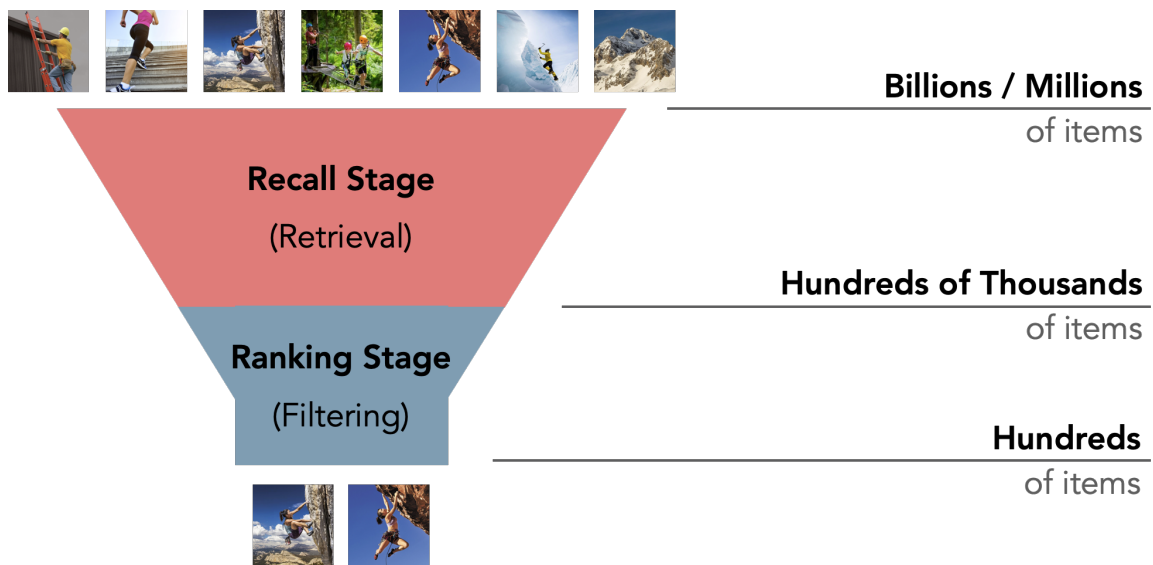 Billions / Millions
of items
Recall Stage
(Retrieval)
Hundreds of Thousands
of items
Ranking Stage
(Filtering)
Hundreds
of items